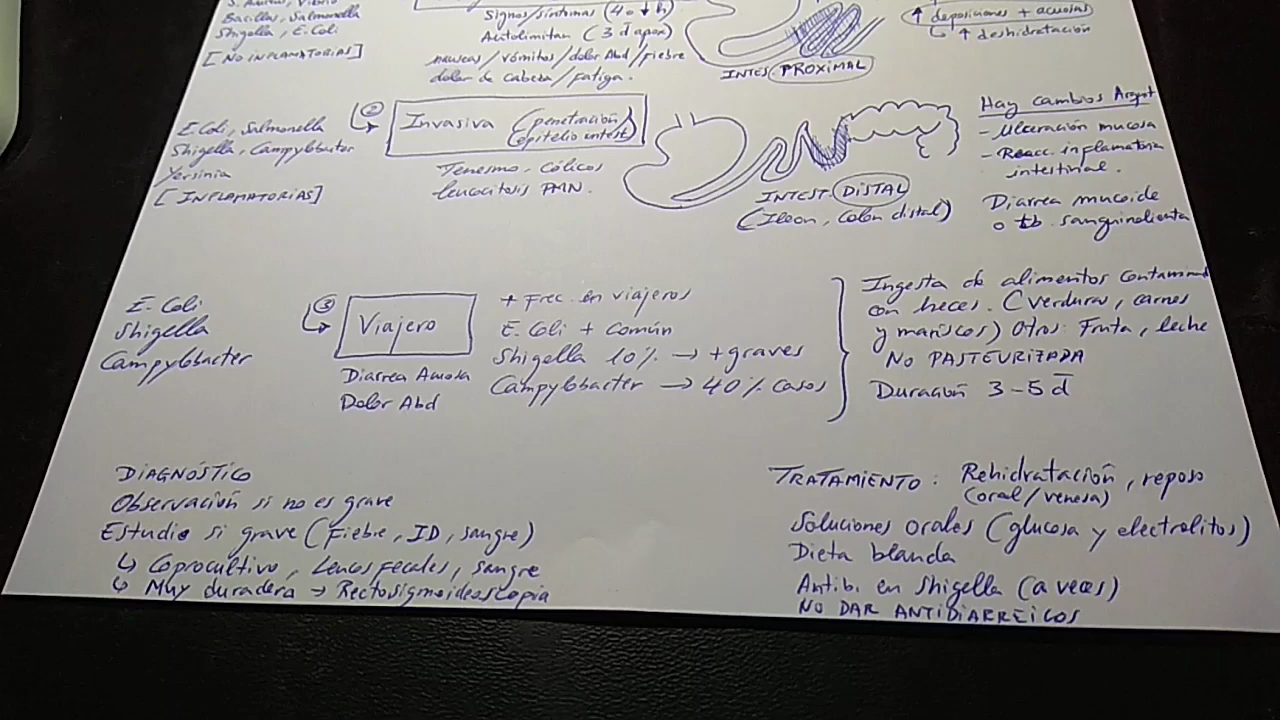 S. Aureus, Vibrio
Bacillus, Salmonella
Shigella, E. Coli
[NO INFLAMATORIAS]
Signos/síntomas (4 o ↓ h)
Autolimitan (3 d apox)
nauseas/vómitos/dolor Abd/fiebre
dolor de cabeza/fatiga.
INTES. PROXIMAL
↑ deposiciones + acuosas
↳ ↑ deshidratación
E. Coli, Salmonella
Shigella, Campylobacter
Yersinia
[INFLAMATORIAS]
②
Invasiva (penetración
epitelio intest)
Tenesmo, Cólicos
leucocitosis PMN.
INTEST. DISTAL
(Ileon, Colon distal)
Hay cambios
- Ulceración mucosa
- Reacc. inflamatoria
intestinal.
Diarrea mucoide
o tb. sanguinolienta
E. Coli
Shigella
Campylobacter
③
Viajero
Diarrea Acuosa
Dolor Abd
+ Frec. en viajeros
E. Coli + común
Shigella 10% → + graves
Campylobacter → 40% casos
Ingesta de alimentos contaminad
con heces. (verduras, carnes
y mariscos) Otros: Fruta, leche
NO PASTEURIZADA
Duración 3-5 d
DIAGNÓSTICO
Observación si no es grave
Estudio si grave (Fiebre, ID, sangre)
↳ Coprocultivo, Leucos fecales, sangre
↳ Muy duradera → Rectosigmoideoscopia
TRATAMIENTO: Rehidratación, reposo
(oral/venosa)
Soluciones orales (glucosa y electrolitos)
Dieta blanda
Antib. en Shigella (a veces)
NO DAR ANTIDIARREICOS